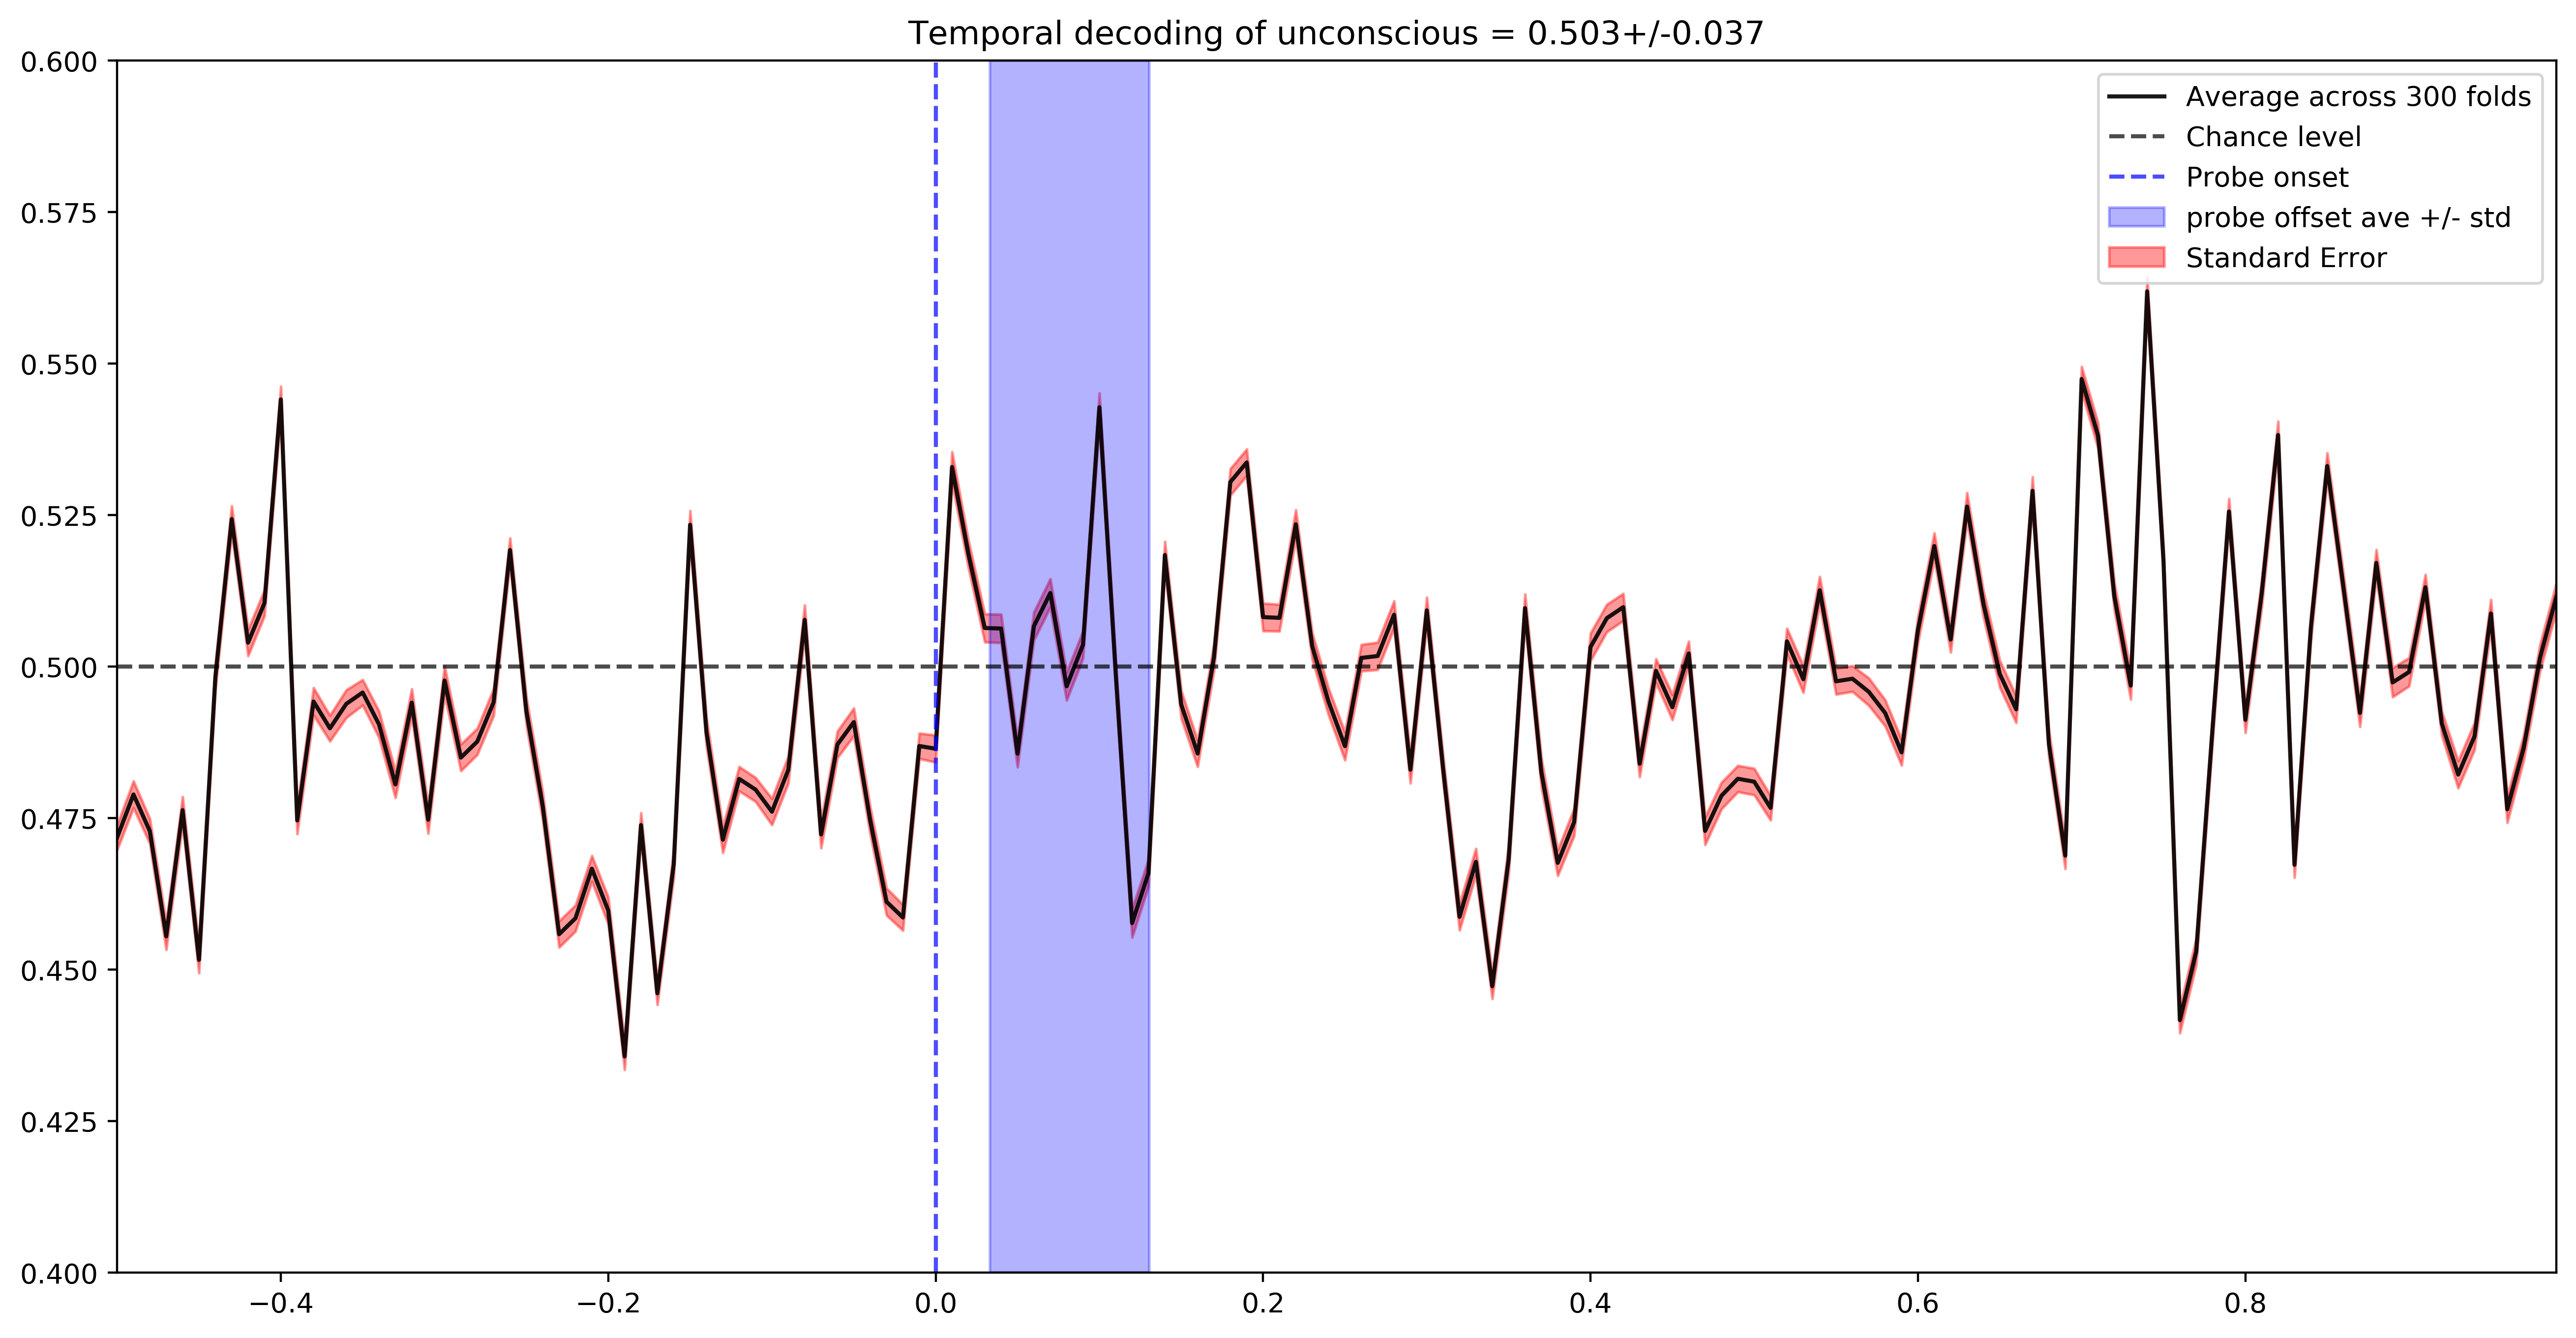 Temporal decoding of unconscious = 0.503+/-0.037
0.600
0.575
0.550
0.525
0.500
0.475
0.450
0.425
0.400
−0.4 −0.2 0.0 0.2 0.4 0.6 0.8
Average across 300 folds
Chance level
Probe onset
probe offset ave +/- std
Standard Error